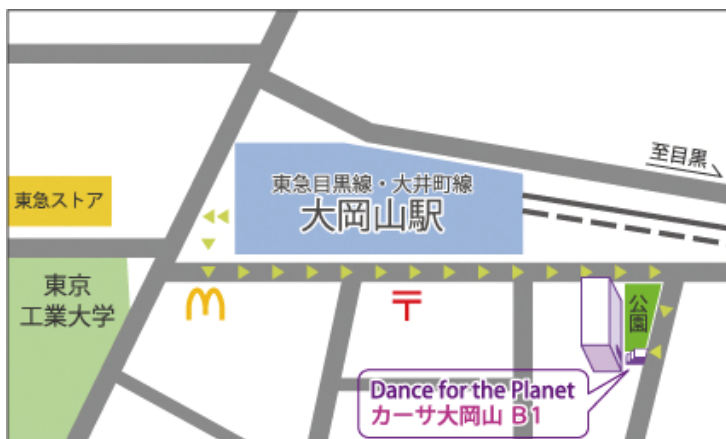 至目黒
東急目黒線・大井町線
大岡山駅
東急ストア
東京
工業大学
〒
公園
Dance for the Planet
カーサ大岡山 B1